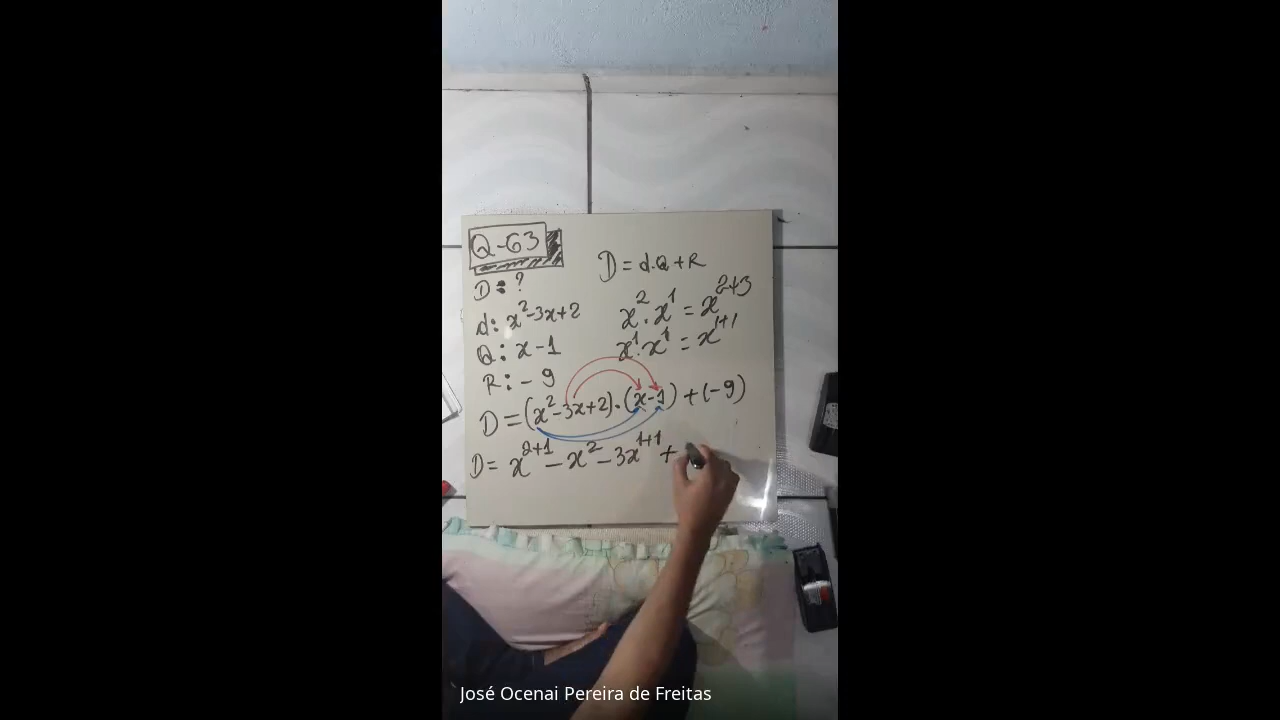 Q-63
D = d.Q + R
D: ?
d: x²-3x+2
x² . x¹ = x²⁺³
Q: x-1
x¹. x¹ = x¹⁺¹
R: - 9
D = (x²-3x+2).(x-1) + (-9)
D = x²⁺¹ - x² - 3x¹⁺¹ +
José Ocenai Pereira de Freitas